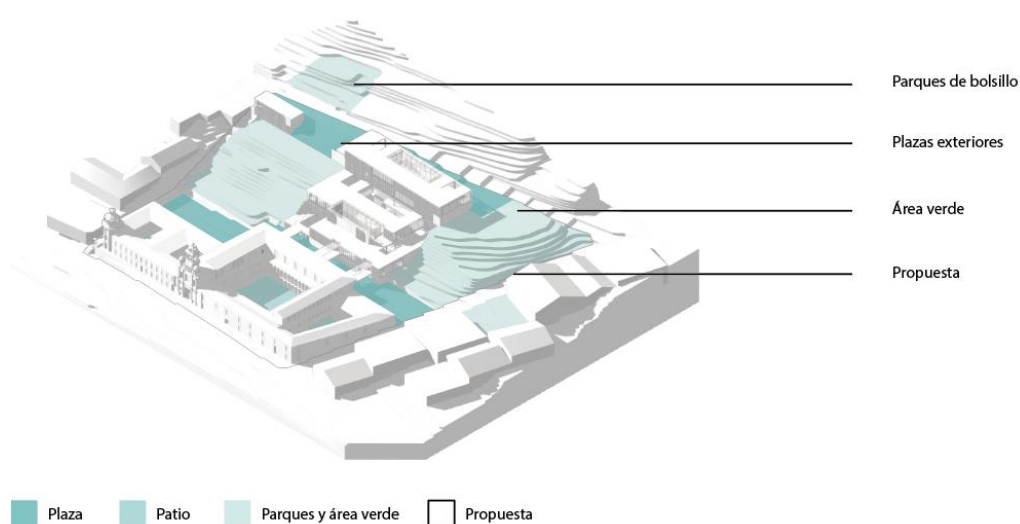 Parques de bolsillo
Plazas exteriores
Área verde
Propuesta
Plaza
Patio
Parques y área verde
Propuesta